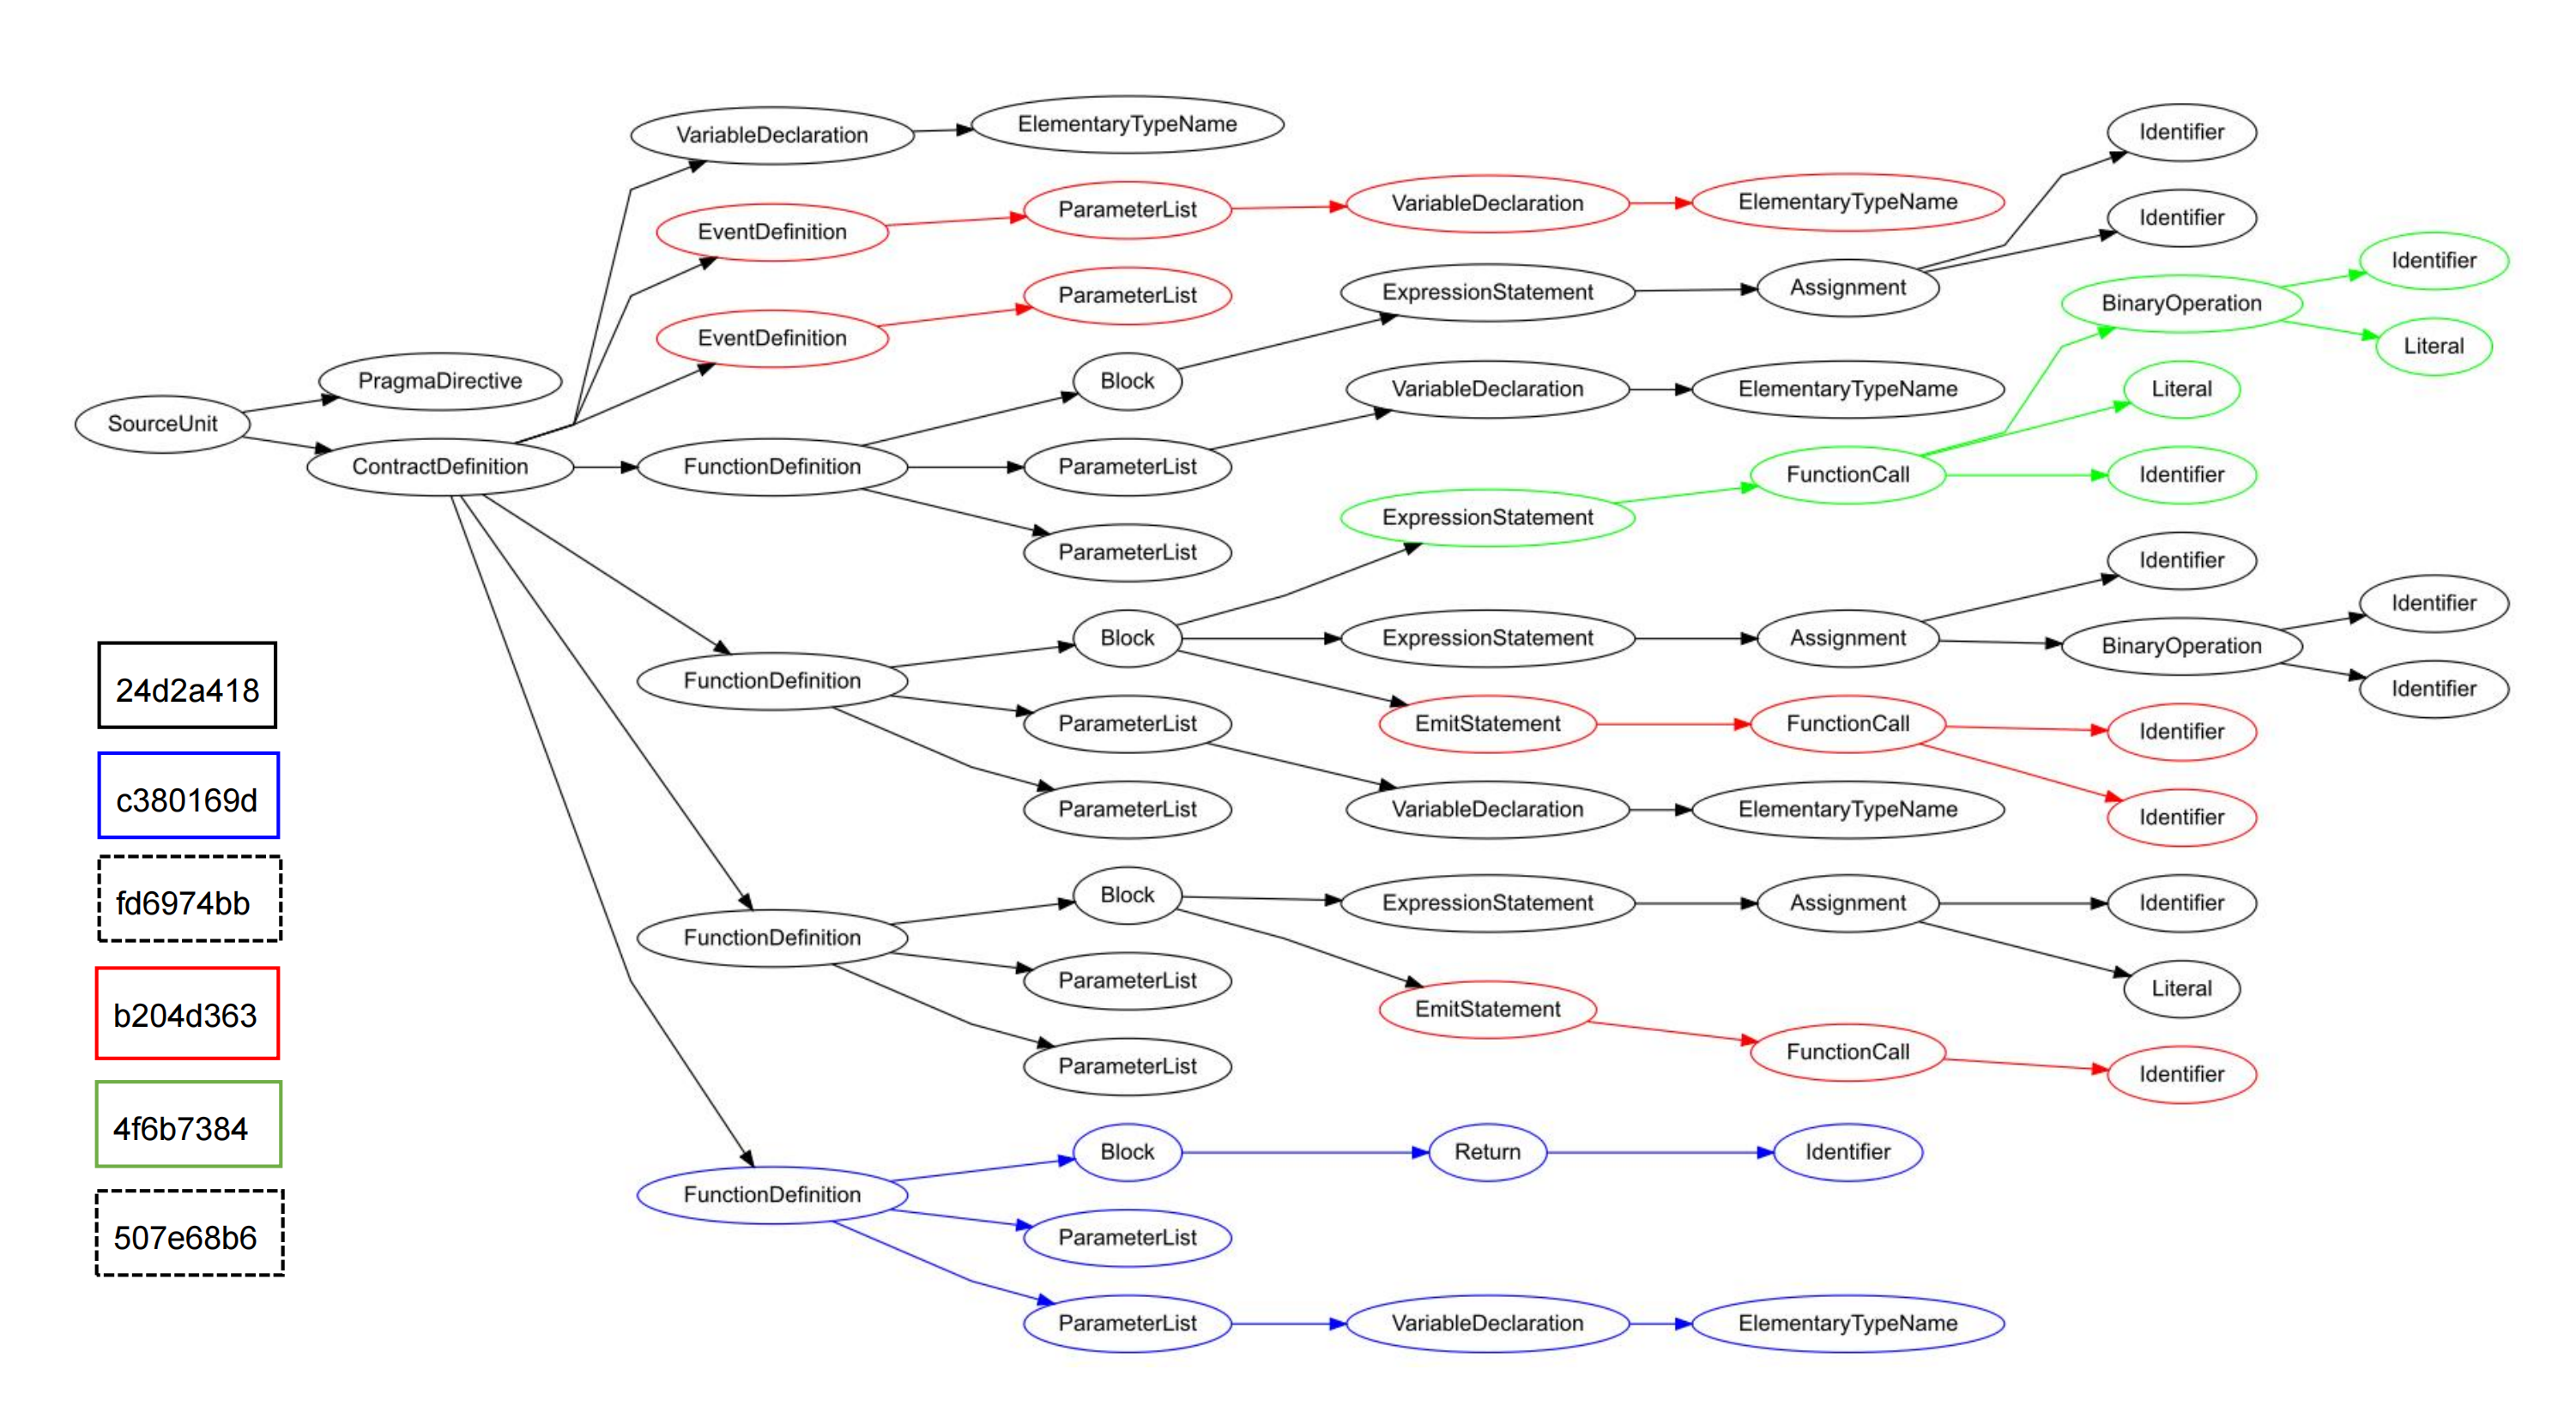 SourceUnit
PragmaDirective
ContractDefinition
VariableDeclaration
ElementaryTypeName
EventDefinition
ParameterList
VariableDeclaration
ElementaryTypeName
EventDefinition
ParameterList
FunctionDefinition
Block
ExpressionStatement
Assignment
Identifier
Identifier
ParameterList
VariableDeclaration
ElementaryTypeName
ParameterList
FunctionDefinition
Block
ExpressionStatement
FunctionCall
BinaryOperation
Identifier
Literal
Literal
Identifier
ExpressionStatement
Assignment
Identifier
BinaryOperation
Identifier
Identifier
EmitStatement
FunctionCall
Identifier
Identifier
ParameterList
VariableDeclaration
ElementaryTypeName
ParameterList
FunctionDefinition
Block
ExpressionStatement
Assignment
Identifier
Literal
EmitStatement
FunctionCall
Identifier
ParameterList
ParameterList
FunctionDefinition
Block
Return
Identifier
ParameterList
ParameterList
VariableDeclaration
ElementaryTypeName
24d2a418
c380169d
fd6974bb
b204d363
4f6b7384
507e68b6